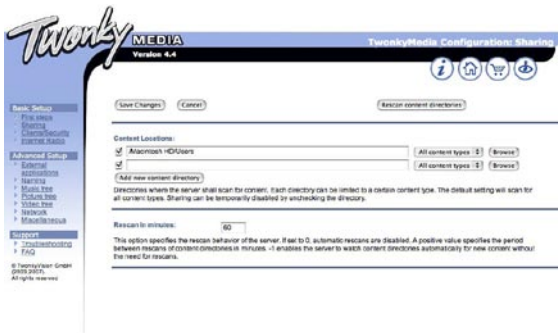 Twonky
MEDIA
Version 4.4
TwonkyMedia Configuration: Sharing
Save Changes
Cancel
Rescan content directories
Basic Setup
First steps
Sharing
Clients/Security
Internet Radio
Advanced Setup
External applications
Naming
Music tree
Picture tree
Video tree
Network
Miscellaneous
Support
Troubleshooting
FAQ
© TwonkyVision GmbH
(2003-2007),
All rights reserved
Content Locations:
/Macintosh HD/Users
All content types
Browse
All content types
Browse
Add new content directory
Directories where the server shall scan for content. Each directory can be limited to a certain content type. The default setting will scan for
all content types. Sharing can be temporarily disabled by unchecking the directory.
Rescan in minutes:
60
This option specifies the rescan behavior of the server. If set to 0, automatic rescans are disabled. A positive value specifies the period
between rescans of content directories in minutes. -1 enables the server to watch content directories automatically for new content without
the need for rescans.